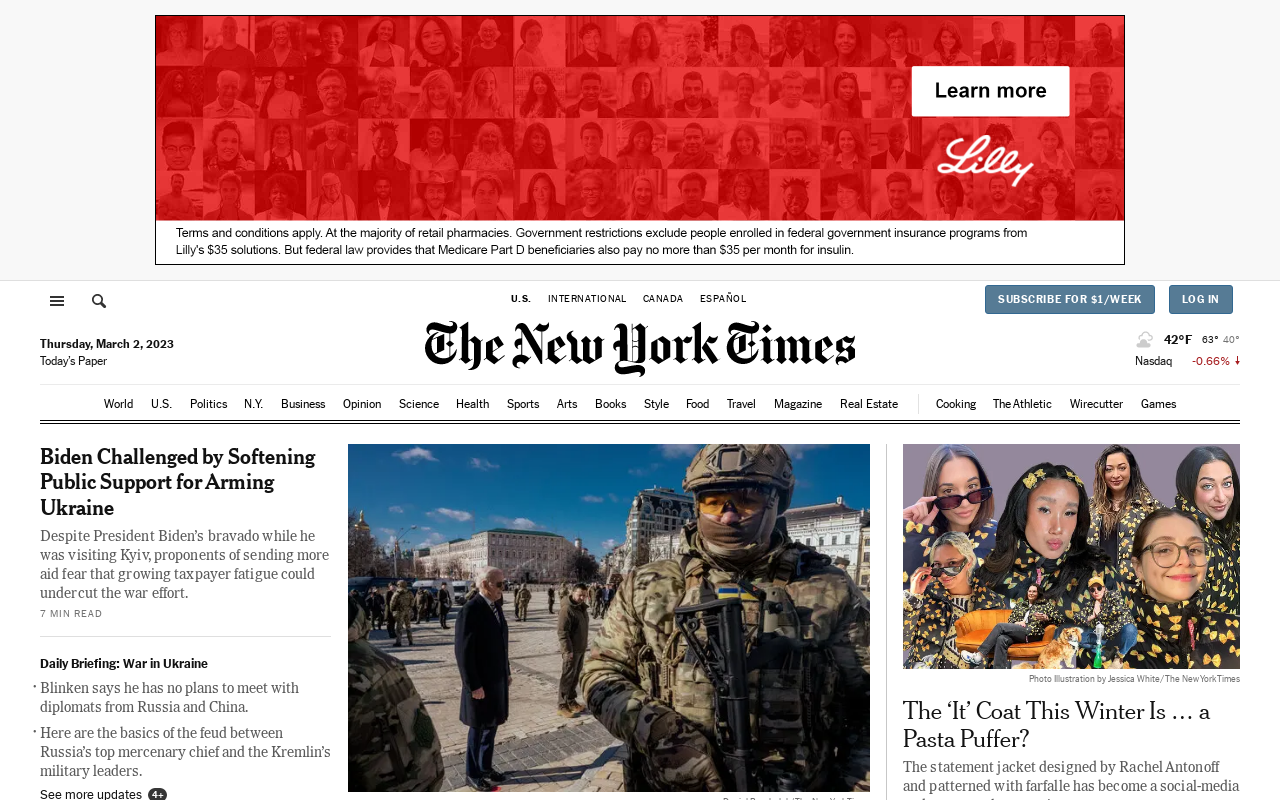 Learn more
Lilly
Terms and conditions apply. At the majority of retail pharmacies. Government restrictions exclude people enrolled in federal government insurance programs from
Lilly's $35 solutions. But federal law provides that Medicare Part D beneficiaries also pay no more than $35 per month for insulin.
U.S. INTERNATIONAL CANADA ESPAÑOL
SUBSCRIBE FOR $1/WEEK LOG IN
The New York Times
Thursday, March 2, 2023
Today's Paper
42°F 63° 40°
Nasdaq -0.66%
World U.S. Politics N.Y. Business Opinion Science Health Sports Arts Books Style Food Travel Magazine Real Estate Cooking The Athletic Wirecutter Games
Biden Challenged by Softening
Public Support for Arming
Ukraine
Despite President Biden's bravado while he
was visiting Kyiv, proponents of sending more
aid fear that growing taxpayer fatigue could
undercut the war effort.
7 MIN READ
Daily Briefing: War in Ukraine
Blinken says he has no plans to meet with
diplomats from Russia and China.
Here are the basics of the feud between
Russia's top mercenary chief and the Kremlin's
military leaders.
See more updates 4+
Photo Illustration by Jessica White/The New York Times
The ‘It’ Coat This Winter Is … a
Pasta Puffer?
The statement jacket designed by Rachel Antonoff
and patterned with farfalle has become a social-media